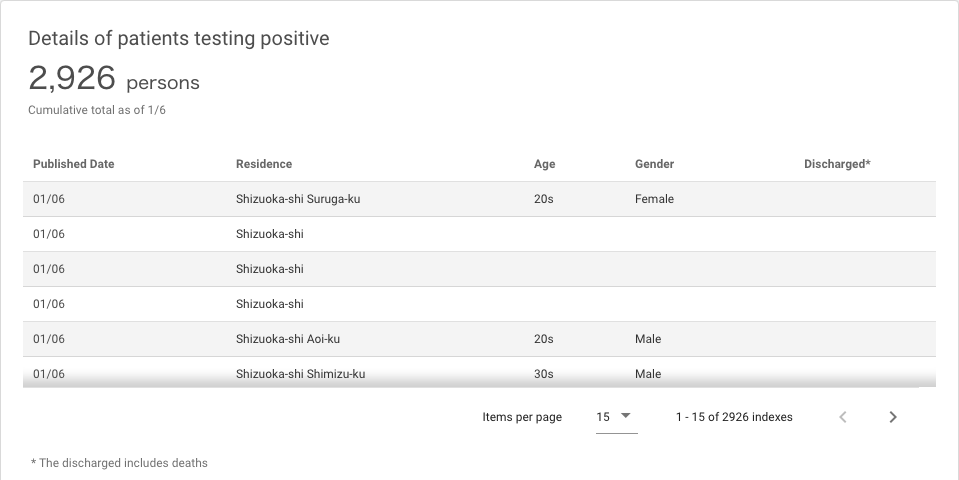 Details of patients testing positive
2,926 persons
Cumulative total as of 1/6
Published Date Residence Age Gender Discharged*
01/06 Shizuoka-shi Suruga-ku 20s Female
01/06 Shizuoka-shi
01/06 Shizuoka-shi
01/06 Shizuoka-shi
01/06 Shizuoka-shi Aoi-ku 20s Male
01/06 Shizuoka-shi Shimizu-ku 30s Male
Items per page 15 1 - 15 of 2926 indexes
* The discharged includes deaths